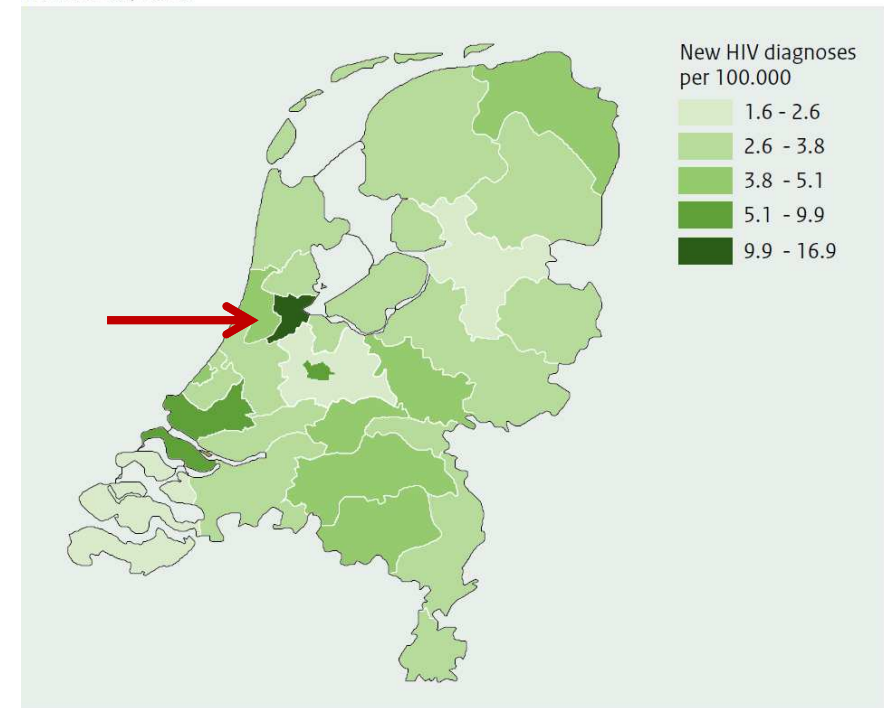 New HIV diagnoses
per 100.000
1.6 - 2.6
2.6 - 3.8
3.8 - 5.1
5.1 - 9.9
9.9 - 16.9